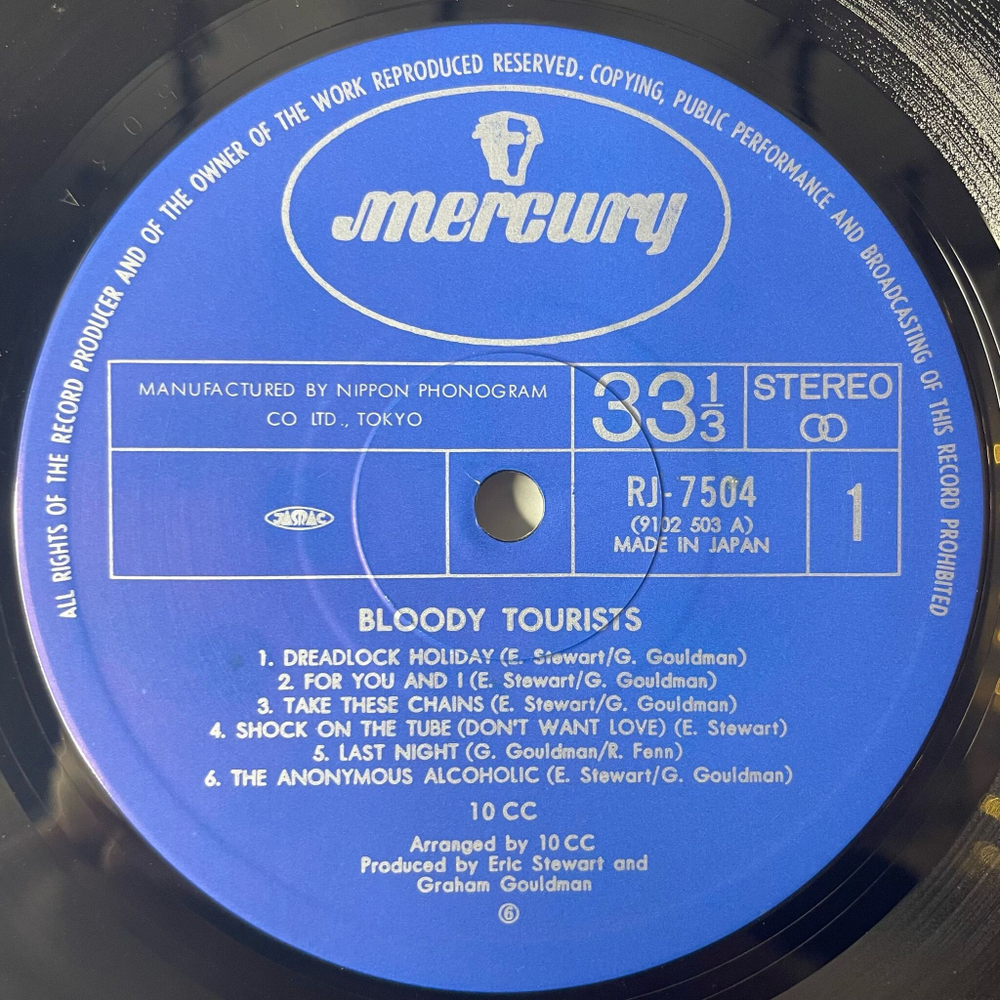 ALL RIGHTS OF THE RECORD PRODUCER AND OF THE OWNER OF THE WORK REPRODUCED RESERVED. COPYING, PUBLIC PERFORMANCE AND BROADCASTING OF THIS RECORD PROHIBITED
mercury
MANUFACTURED BY NIPPON PHONOGRAM
CO LTD., TOKYO
33 1/3
STEREO
JASRAC
RJ-7504
(9102 503 A)
MADE IN JAPAN
1
BLOODY TOURISTS
1. DREADLOCK HOLIDAY (E. Stewart/G. Gouldman)
2. FOR YOU AND I (E. Stewart/G. Gouldman)
3. TAKE THESE CHAINS (E. Stewart/G. Gouldman)
4. SHOCK ON THE TUBE (DON'T WANT LOVE) (E. Stewart)
5. LAST NIGHT (G. Gouldman/R. Fenn)
6. THE ANONYMOUS ALCOHOLIC (E. Stewart/G. Gouldman)
10 CC
Arranged by 10 CC
Produced by Eric Stewart and
Graham Gouldman
⑥